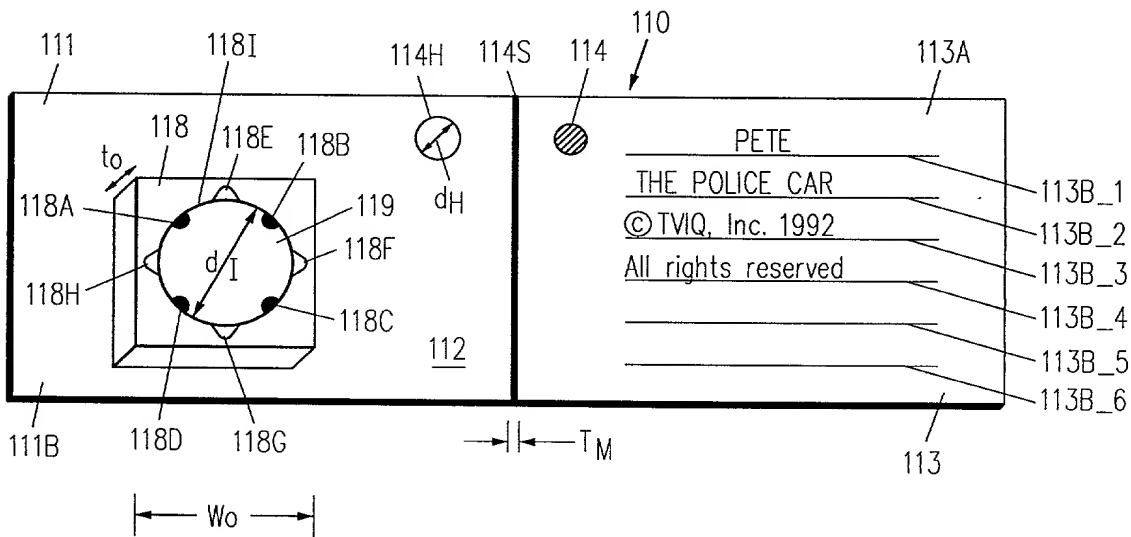 110
111 118I 114H 114S 114 113A
118 118E 118B
to dH PETE
118A 119 THE POLICE CAR 113B_1
dI 118F © TVIQ, Inc. 1992 113B_2
118H All rights reserved 113B_3
118C 113B_4
112 113B_5
113B_6
111B 118D 118G TM 113
Wo